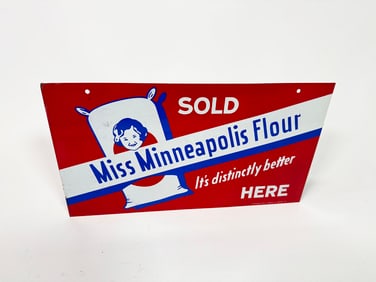 SOLD
Miss Minneapolis Flour
It's distinctly better
HERE